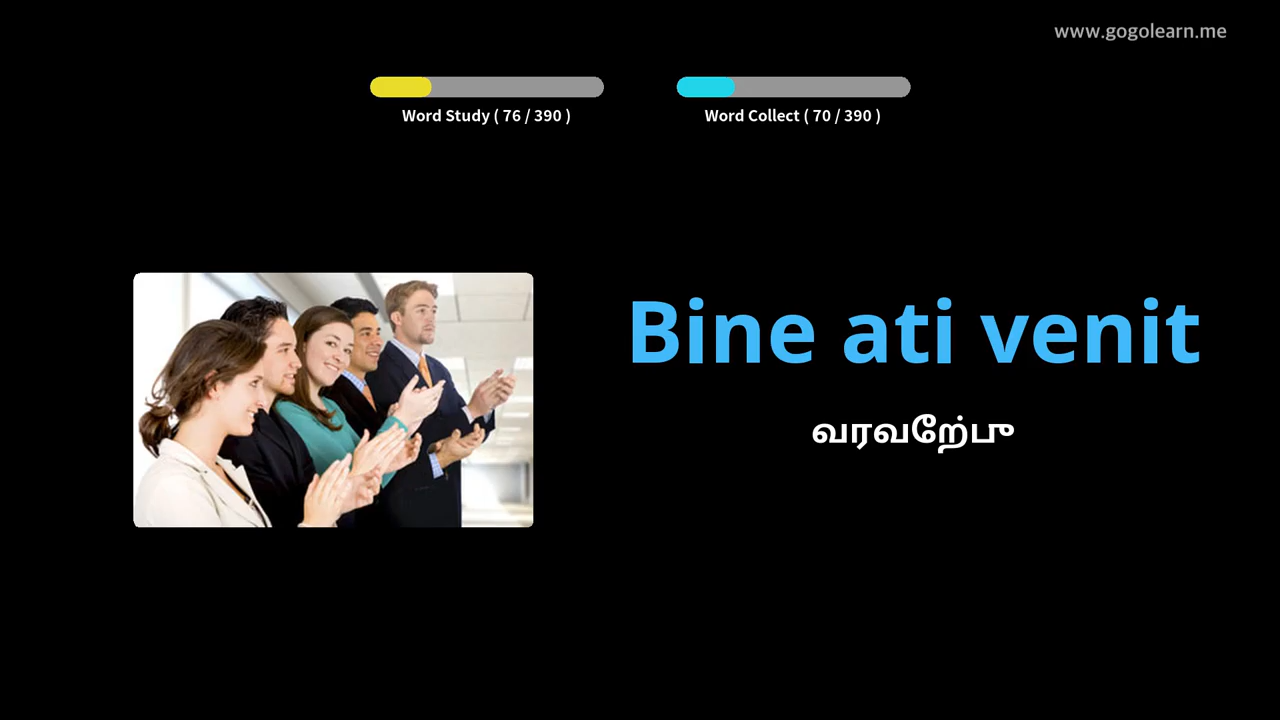 www.gogolearn.me
Word Study ( 76 / 390 )
Word Collect ( 70 / 390 )
Bine ati venit
வரவேற்பு